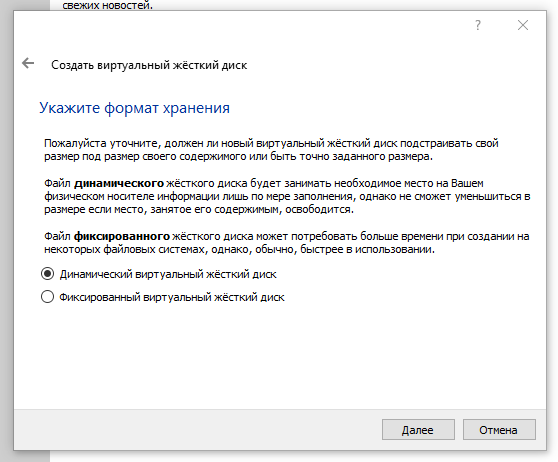 свежих новостей.
?
Создать виртуальный жёсткий диск
Укажите формат хранения
Пожалуйста уточните, должен ли новый виртуальный жёсткий диск подстраивать свой
размер под размер своего содержимого или быть точно заданного размера.
Файл динамического жёсткого диска будет занимать необходимое место на Вашем
физическом носителе информации лишь по мере заполнения, однако не сможет уменьшиться в
размере если место, занятое его содержимым, освободится.
Файл фиксированного жёсткого диска может потребовать больше времени при создании на
некоторых файловых системах, однако, обычно, быстрее в использовании.
Динамический виртуальный жёсткий диск
Фиксированный виртуальный жёсткий диск
Далее
Отмена